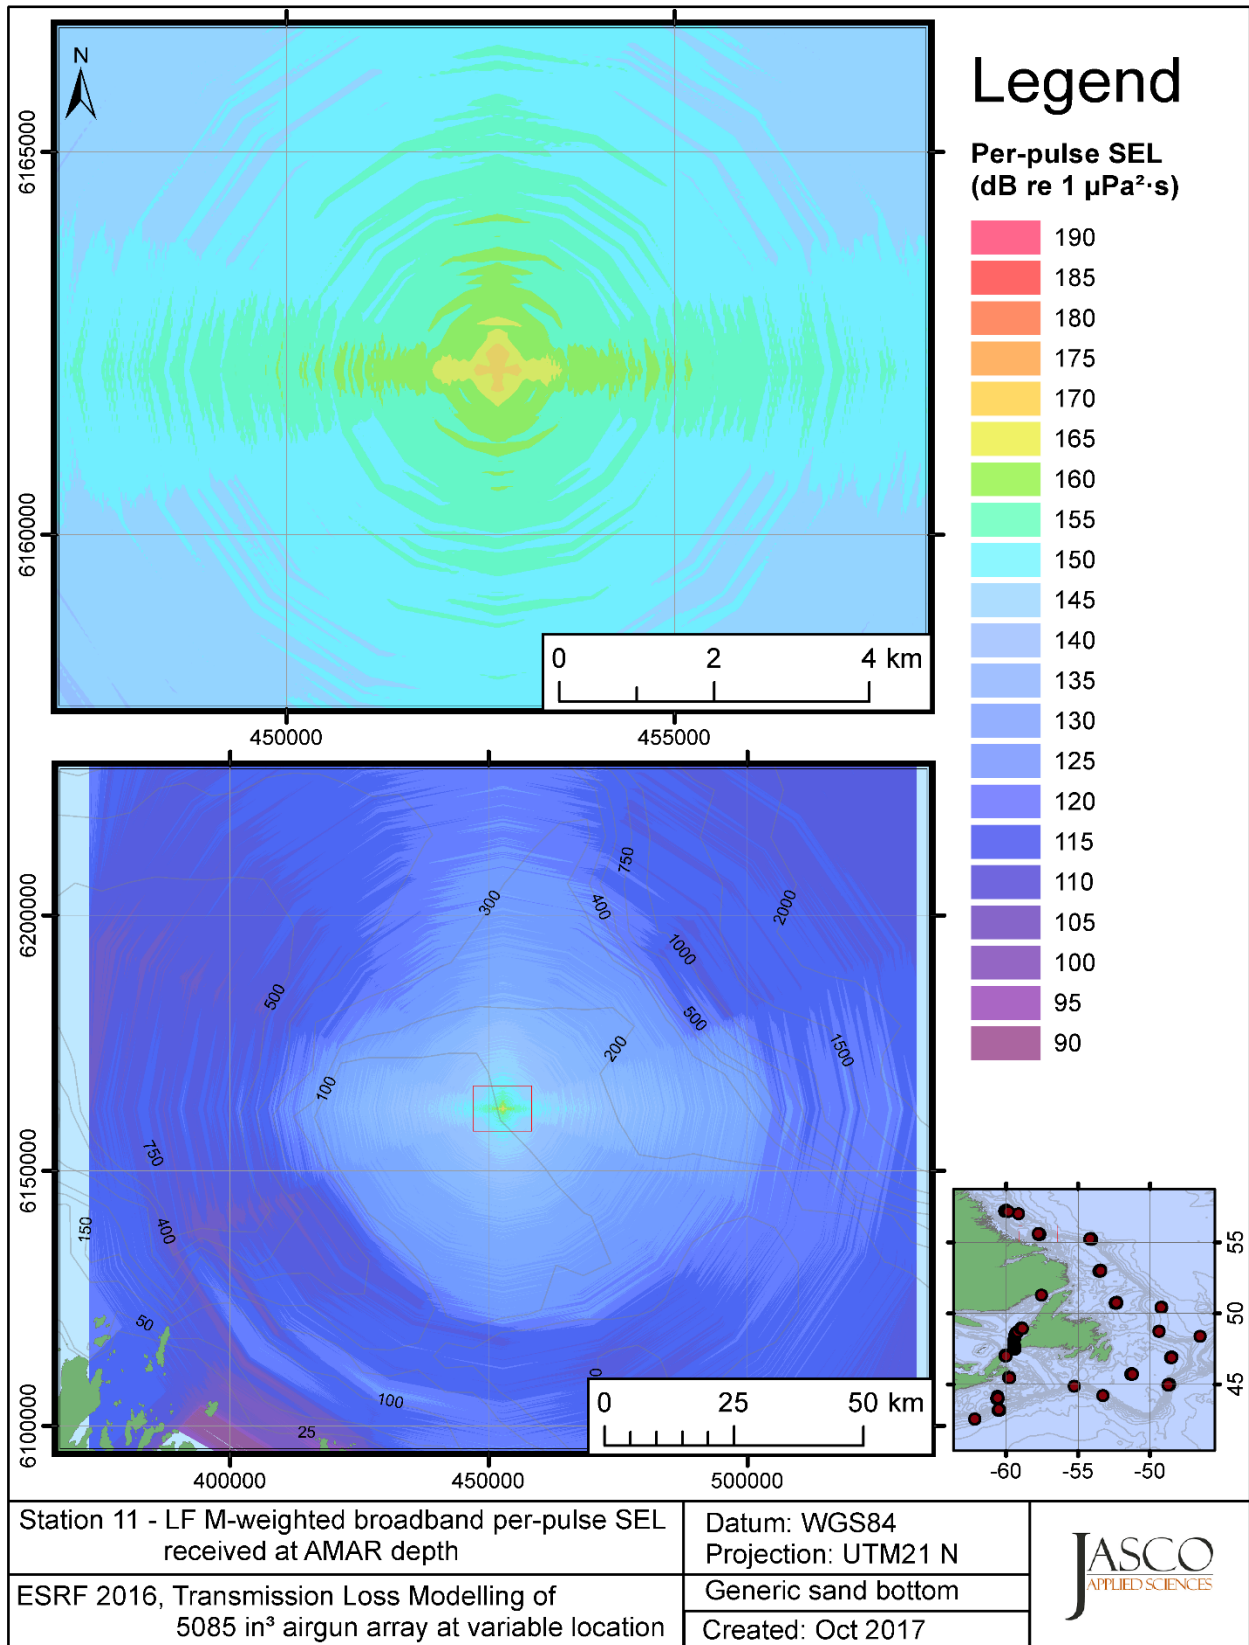 N
6165000
6160000
0 2 4 km
450000 455000
Legend
Per-pulse SEL
(dB re 1 µPa²·s)
190
185
180
175
170
165
160
155
150
145
140
135
130
125
120
115
110
105
100
95
90
6200000
6150000
6100000
300
750
400
2000
1000
500
500
200
1500
100
750
400
150
50
100
25
0
0 25 50 km
400000 450000 500000
55
50
45
-60 -55 -50
Station 11 - LF M-weighted broadband per-pulse SEL
received at AMAR depth
ESRF 2016, Transmission Loss Modelling of
5085 in³ airgun array at variable location
Datum: WGS84
Projection: UTM21 N
Generic sand bottom
Created: Oct 2017
JASCO
APPLIED SCIENCES